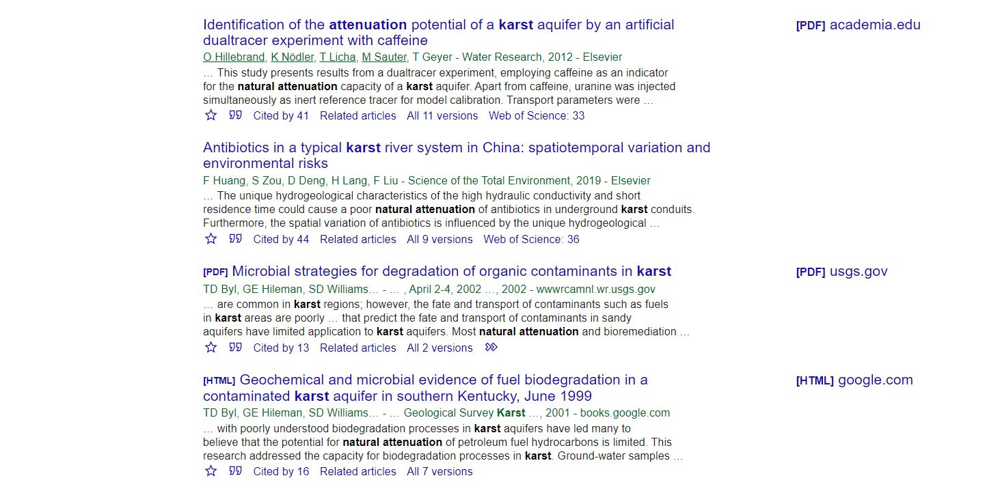 Identification of the attenuation potential of a karst aquifer by an artificial [PDF] academia.edu
dualtracer experiment with caffeine
O Hillebrand, K Nödler, T Licha, M Sauter, T Geyer - Water Research, 2012 - Elsevier
… This study presents results from a dualtracer experiment, employing caffeine as an indicator
for the natural attenuation capacity of a karst aquifer. Apart from caffeine, uranine was injected
simultaneously as inert reference tracer for model calibration. Transport parameters were …
Cited by 41 Related articles All 11 versions Web of Science: 33
Antibiotics in a typical karst river system in China: spatiotemporal variation and
environmental risks
F Huang, S Zou, D Deng, H Lang, F Liu - Science of the Total Environment, 2019 - Elsevier
… The unique hydrogeological characteristics of the high hydraulic conductivity and short
residence time could cause a poor natural attenuation of antibiotics in underground karst conduits.
Furthermore, the spatial variation of antibiotics is influenced by the unique hydrogeological …
Cited by 44 Related articles All 9 versions Web of Science: 36
[PDF] Microbial strategies for degradation of organic contaminants in karst [PDF] usgs.gov
TD Byl, GE Hileman, SD Williams… - … , April 2-4, 2002 …, 2002 - wwwrcamnl.wr.usgs.gov
… are common in karst regions; however, the fate and transport of contaminants such as fuels
in karst areas are poorly … that predict the fate and transport of contaminants in sandy
aquifers have limited application to karst aquifers. Most natural attenuation and bioremediation …
Cited by 13 Related articles All 2 versions
[HTML] Geochemical and microbial evidence of fuel biodegradation in a [HTML] google.com
contaminated karst aquifer in southern Kentucky, June 1999
TD Byl, GE Hileman, SD Williams… - … Geological Survey Karst …, 2001 - books.google.com
… with poorly understood biodegradation processes in karst aquifers have led many to
believe that the potential for natural attenuation of petroleum fuel hydrocarbons is limited. This
research addressed the capacity for biodegradation processes in karst. Ground-water samples …
Cited by 16 Related articles All 7 versions